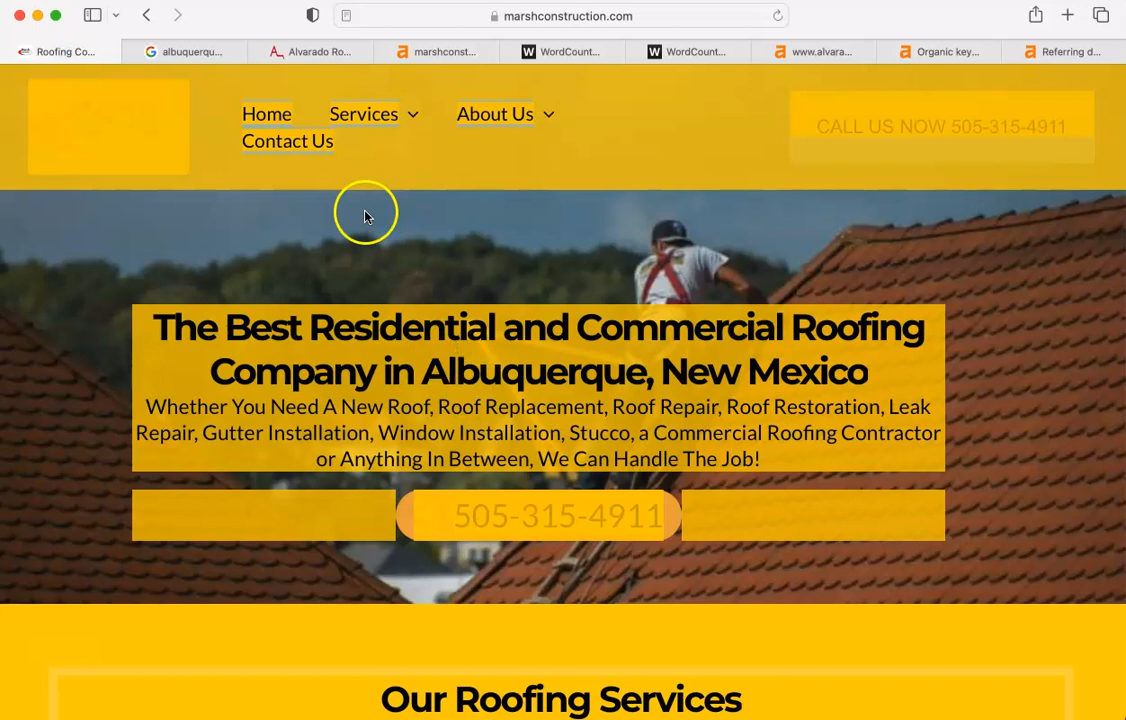 marshconstruction.com
Roofing Co...
albuquerqu...
Alvarado Ro...
marshconst...
WordCount...
WordCount...
www.alvara...
Organic key...
Referring d...
Home Services About Us
Contact Us
CALL US NOW 505-315-4911
The Best Residential and Commercial Roofing
Company in Albuquerque, New Mexico
Whether You Need A New Roof, Roof Replacement, Roof Repair, Roof Restoration, Leak
Repair, Gutter Installation, Window Installation, Stucco, a Commercial Roofing Contractor
or Anything In Between, We Can Handle The Job!
505-315-4911
Our Roofing Services